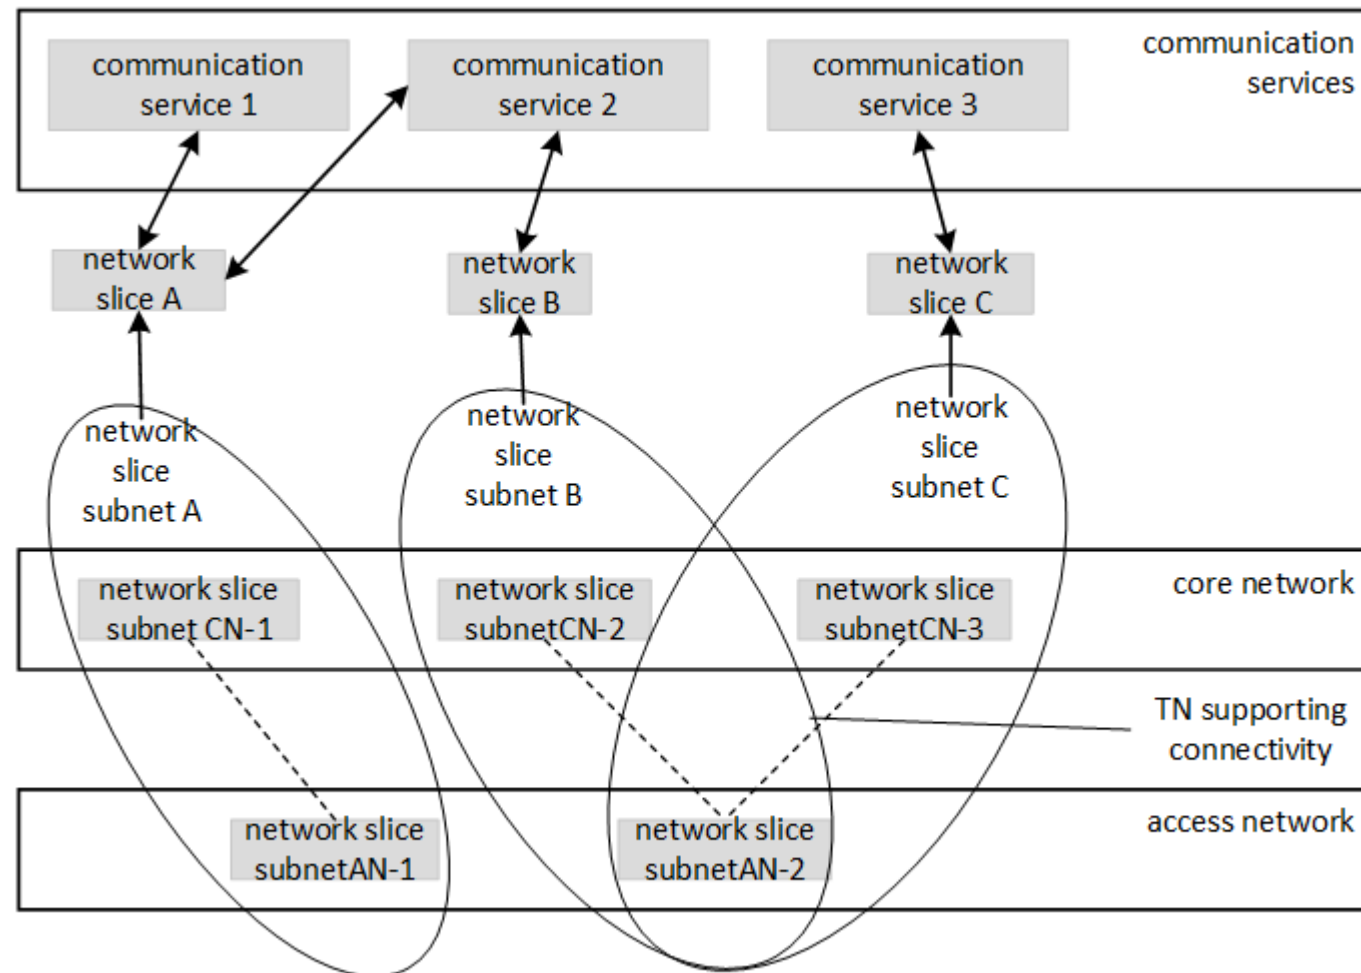 communication
service 1
communication
service 2
communication
service 3
communication
services
network
slice A
network
slice B
network
slice C
network
slice
subnet A
network
slice
subnet B
network
slice
subnet C
network slice
subnet CN-1
network slice
subnetCN-2
network slice
subnetCN-3
core network
TN supporting
connectivity
network slice
subnetAN-1
network slice
subnetAN-2
access network